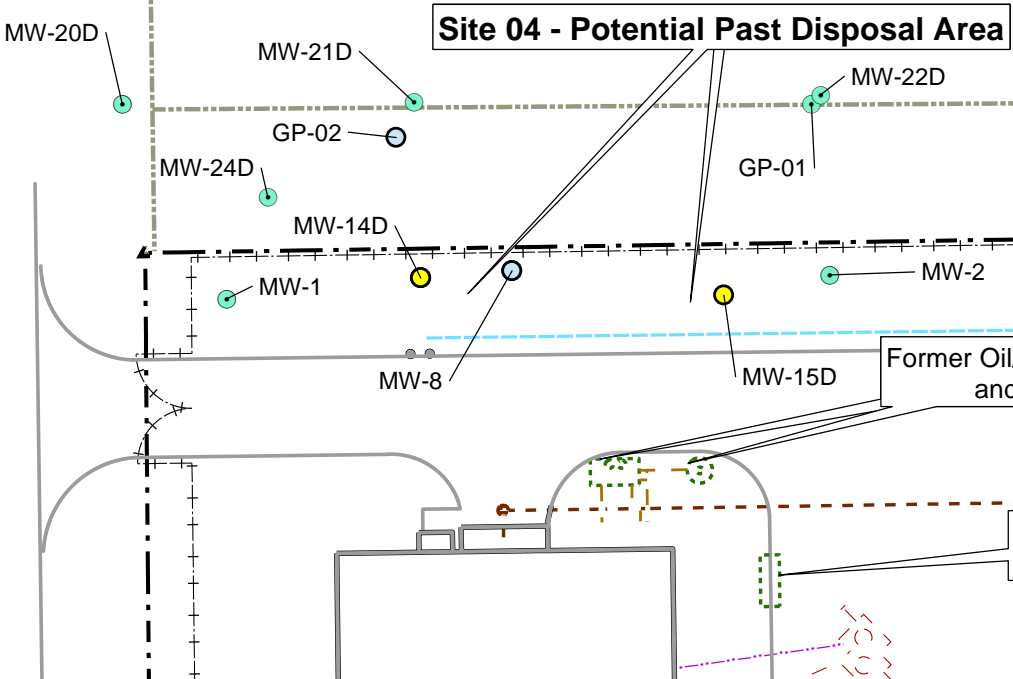 Site 04 - Potential Past Disposal Area
MW-20D
MW-21D
MW-22D
GP-02
GP-01
MW-24D
MW-14D
MW-1
MW-2
MW-8
MW-15D
Former Oil/
and